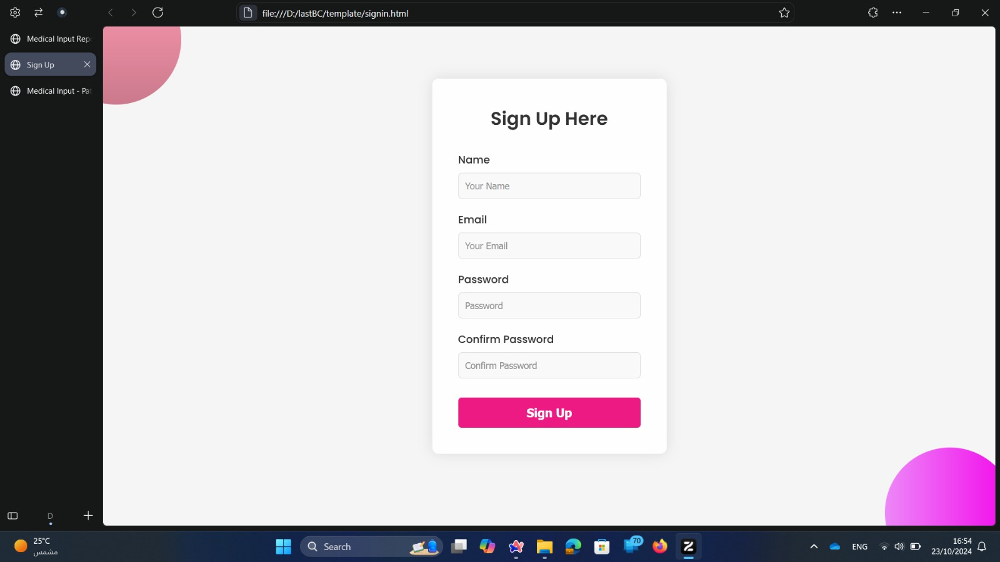 file:///D:/lastBC/template/signin.html
Medical Input Rep
Sign Up
Medical Input - Pat
Sign Up Here
Name
Your Name
Email
Your Email
Password
Password
Confirm Password
Confirm Password
Sign Up
D
25°C
مشمس
Search
70
ENG
16:54
23/10/2024